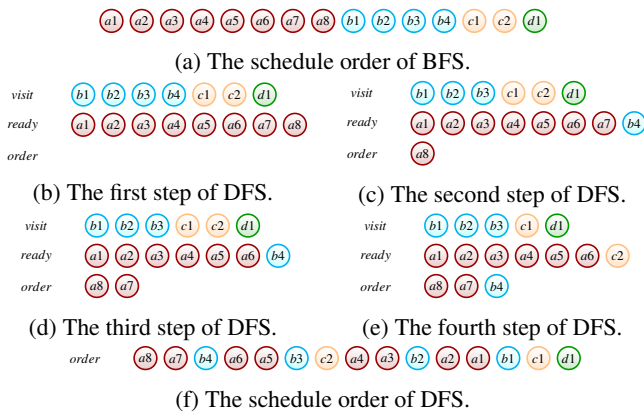 a1 a2 a3 a4 a5 a6 a7 a8 b1 b2 b3 b4 c1 c2 d1
(a) The schedule order of BFS.
visit b1 b2 b3 b4 c1 c2 d1
ready a1 a2 a3 a4 a5 a6 a7 a8
order
(b) The first step of DFS.
visit b1 b2 b3 c1 c2 d1
ready a1 a2 a3 a4 a5 a6 a7 b4
order a8
(c) The second step of DFS.
visit b1 b2 b3 c1 c2 d1
ready a1 a2 a3 a4 a5 a6 b4
order a8 a7
(d) The third step of DFS.
visit b1 b2 b3 c1 d1
ready a1 a2 a3 a4 a5 a6 c2
order a8 a7 b4
(e) The fourth step of DFS.
order a8 a7 b4 a6 a5 b3 c2 a4 a3 b2 a2 a1 b1 c1 d1
(f) The schedule order of DFS.